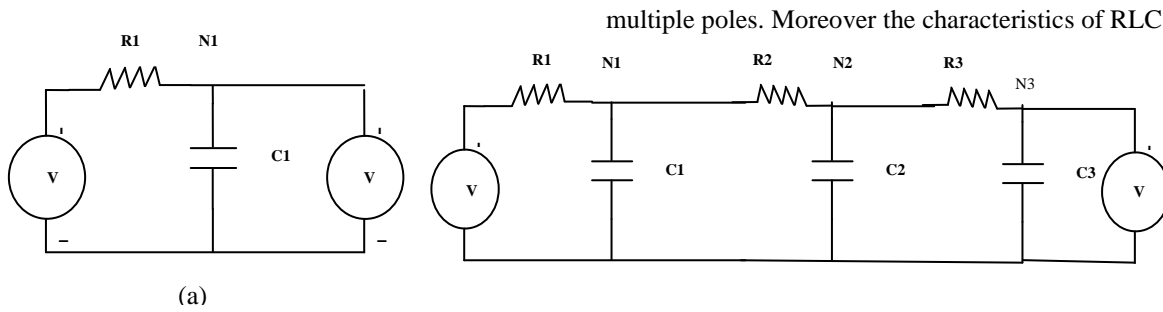 multiple poles. Moreover the characteristics of RLC
R1 N1
C1
V V
(a)
R1 N1 R2 N2 R3 N3
C1 C2 C3
V V